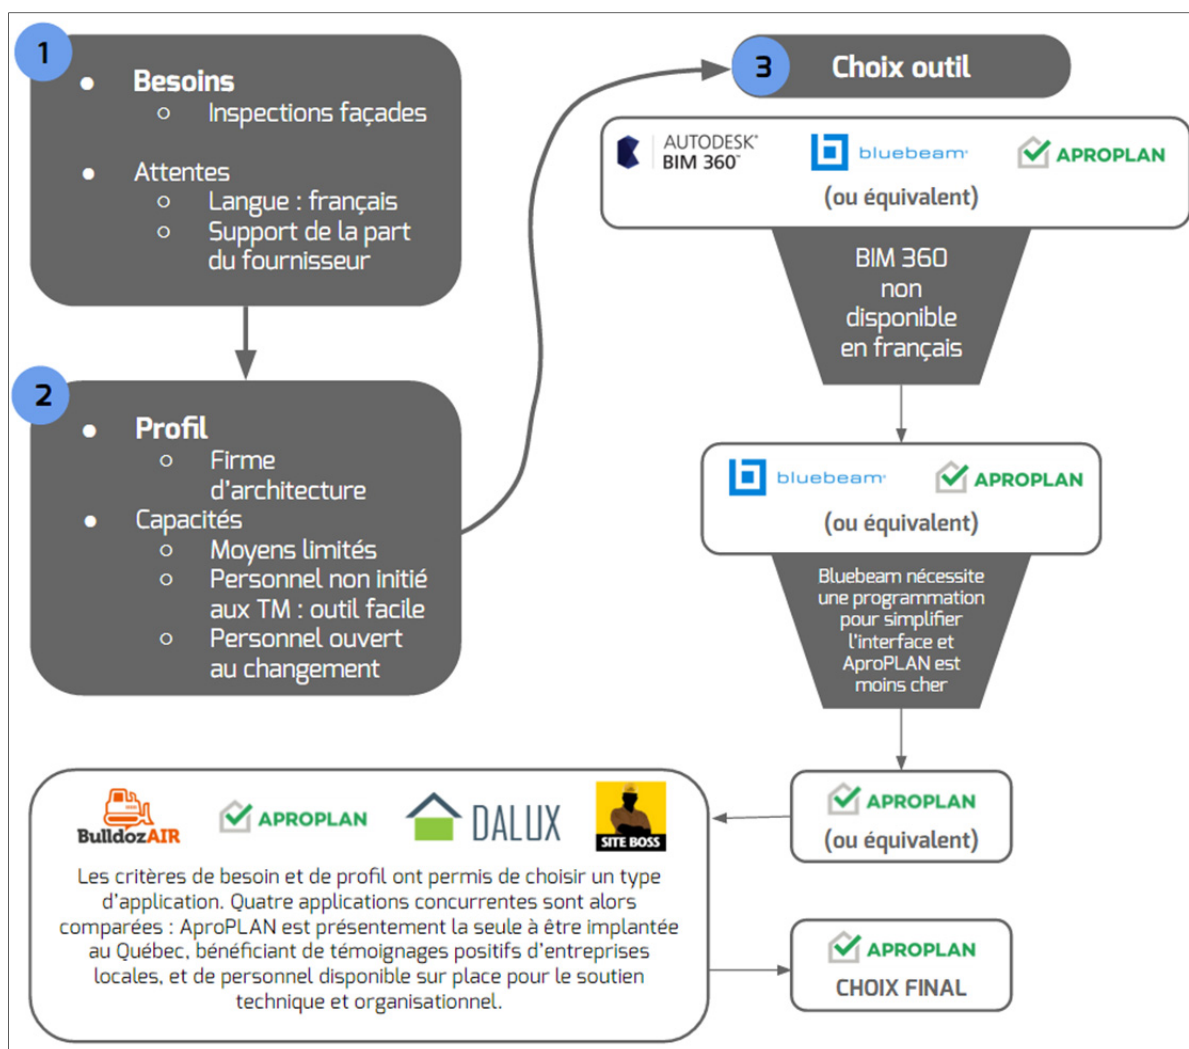 1
● Besoins
○ Inspections façades
● Attentes
○ Langue : français
○ Support de la part
du fournisseur
2
● Profil
○ Firme
d'architecture
● Capacités
○ Moyens limités
○ Personnel non initié
aux TM : outil facile
○ Personnel ouvert
au changement
3
Choix outil
AUTODESK®
BIM 360™
bluebeam®
APROPLAN
(ou équivalent)
BIM 360
non
disponible
en français
bluebeam®
APROPLAN
(ou équivalent)
Bluebeam nécessite
une programmation
pour simplifier
l'interface et
AproPLAN est
moins cher
APROPLAN
(ou équivalent)
BulldozAIR
APROPLAN
DALUX
SITE BOSS
Les critères de besoin et de profil ont permis de choisir un type
d'application. Quatre applications concurrentes sont alors
comparées : AproPLAN est présentement la seule à être implantée
au Québec, bénéficiant de témoignages positifs d'entreprises
locales, et de personnel disponible sur place pour le soutien
technique et organisationnel.
APROPLAN
CHOIX FINAL